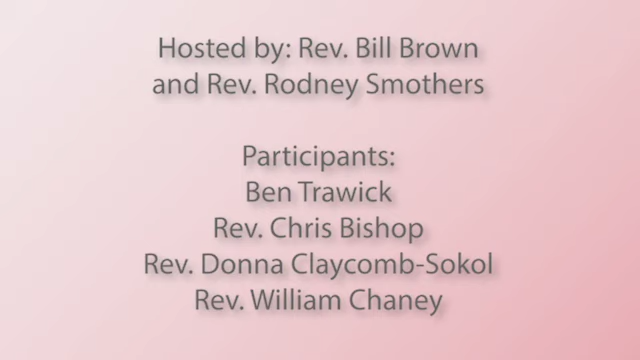 Hosted by: Rev. Bill Brown
and Rev. Rodney Smothers
Participants:
Ben Trawick
Rev. Chris Bishop
Rev. Donna Claycomb-Sokol
Rev. William Chaney